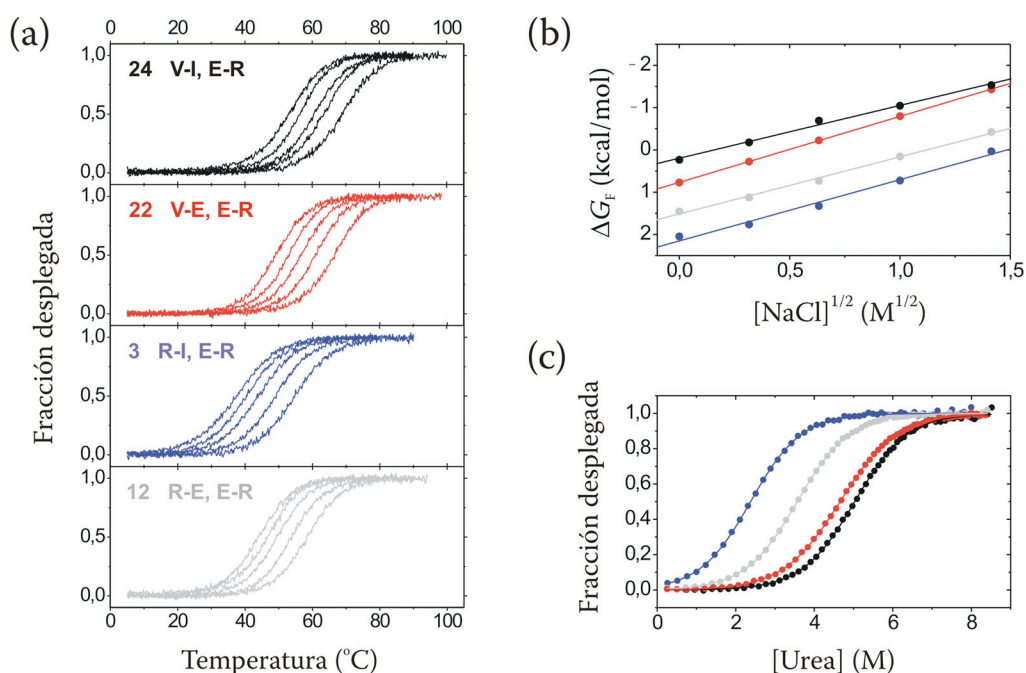 (a)
0 20 40 60 80 100
1,0
0,5
0,0
24 V-I, E-R
1,0
0,5
0,0
22 V-E, E-R
1,0
0,5
0,0
3 R-I, E-R
1,0
0,5
0,0
12 R-E, E-R
0 20 40 60 80 100
Fracción desplegada
Temperatura (°C)
(b)
-2
-1
0
1
2
ΔG_F (kcal/mol)
0,0 0,5 1,0 1,5
[NaCl]^1/2 (M^1/2)
(c)
1,0
0,8
0,6
0,4
0,2
0,0
Fracción desplegada
2 4 6 8
[Urea] (M)